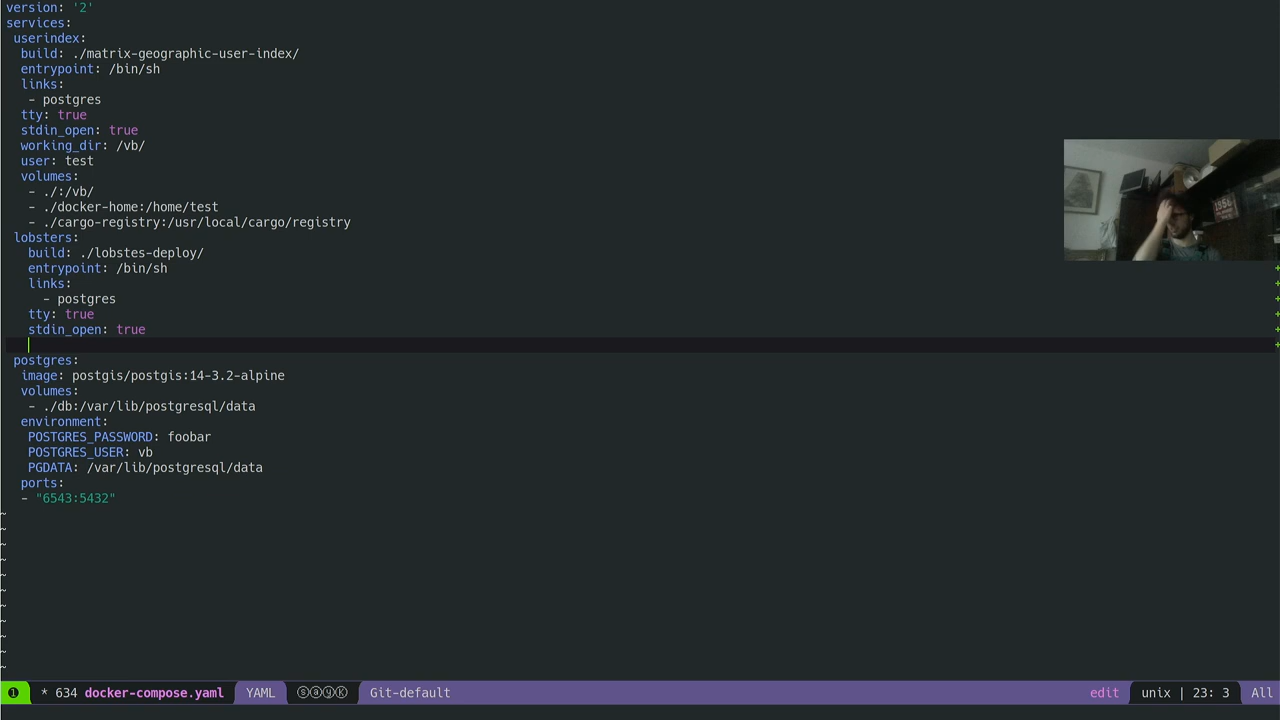 version: '2'
services:
 userindex:
  build: ./matrix-geographic-user-index/
  entrypoint: /bin/sh
  links:
   - postgres
  tty: true
  stdin_open: true
  working_dir: /vb/
  user: test
  volumes:
   - ./:/vb/
   - ./docker-home:/home/test
   - ./cargo-registry:/usr/local/cargo/registry
 lobsters:
   build: ./lobstes-deploy/
   entrypoint: /bin/sh
   links:
     - postgres
   tty: true
   stdin_open: true
 postgres:
  image: postgis/postgis:14-3.2-alpine
  volumes:
   - ./db:/var/lib/postgresql/data
  environment:
   POSTGRES_PASSWORD: foobar
   POSTGRES_USER: vb
   PGDATA: /var/lib/postgresql/data
  ports:
  - "6543:5432"
~
~
~
~
~
~
~
~
~
~
~
❶ * 634 docker-compose.yaml YAML ⓢⓐⓨⓀ Git-default edit unix | 23: 3 All